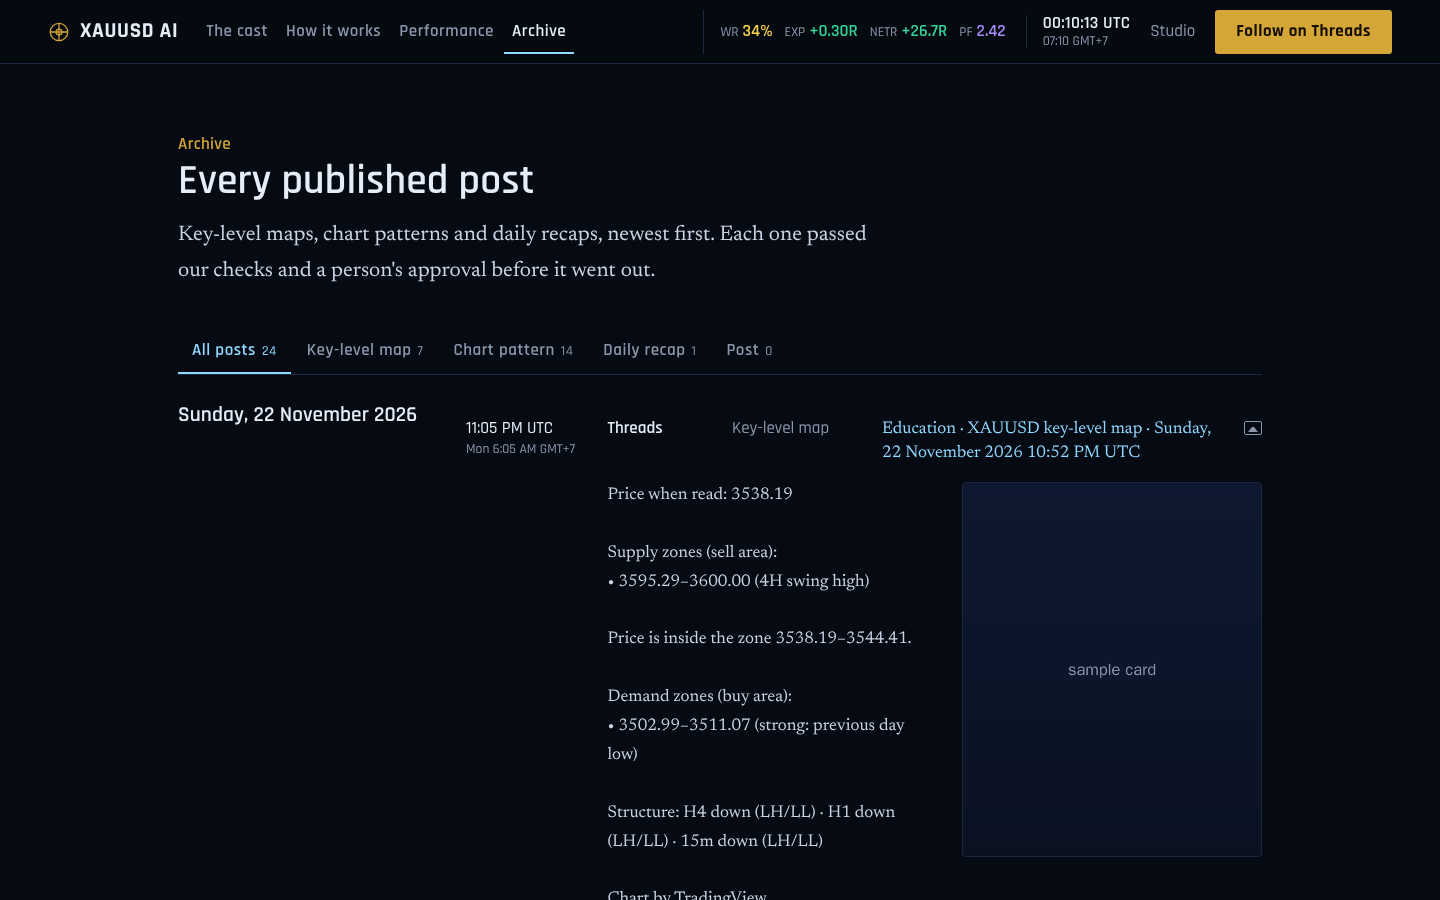 XAUUSD AI
The cast
How it works
Performance
Archive
WR 34% EXP +0.30R NETR +26.7R PF 2.42
00:10:13 UTC
07:10 GMT+7
Studio
Follow on Threads
Archive
Every published post
Key-level maps, chart patterns and daily recaps, newest first. Each one passed
our checks and a person's approval before it went out.
All posts 24
Key-level map 7
Chart pattern 14
Daily recap 1
Post 0
Sunday, 22 November 2026
11:05 PM UTC
Mon 6:05 AM GMT+7
Threads
Key-level map
Education · XAUUSD key-level map · Sunday,
22 November 2026 10:52 PM UTC
Price when read: 3538.19
Supply zones (sell area):
• 3595.29–3600.00 (4H swing high)
Price is inside the zone 3538.19–3544.41.
Demand zones (buy area):
• 3502.99–3511.07 (strong: previous day
low)
Structure: H4 down (LH/LL) · H1 down
(LH/LL) · 15m down (LH/LL)
Chart by TradingView
sample card